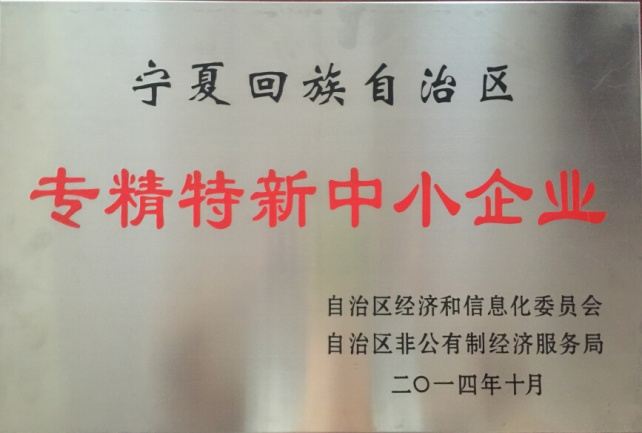 宁夏回族自治区
专精特新中小企业
自治区经济和信息化委员会
自治区非公有制经济服务局
二〇一四年十月